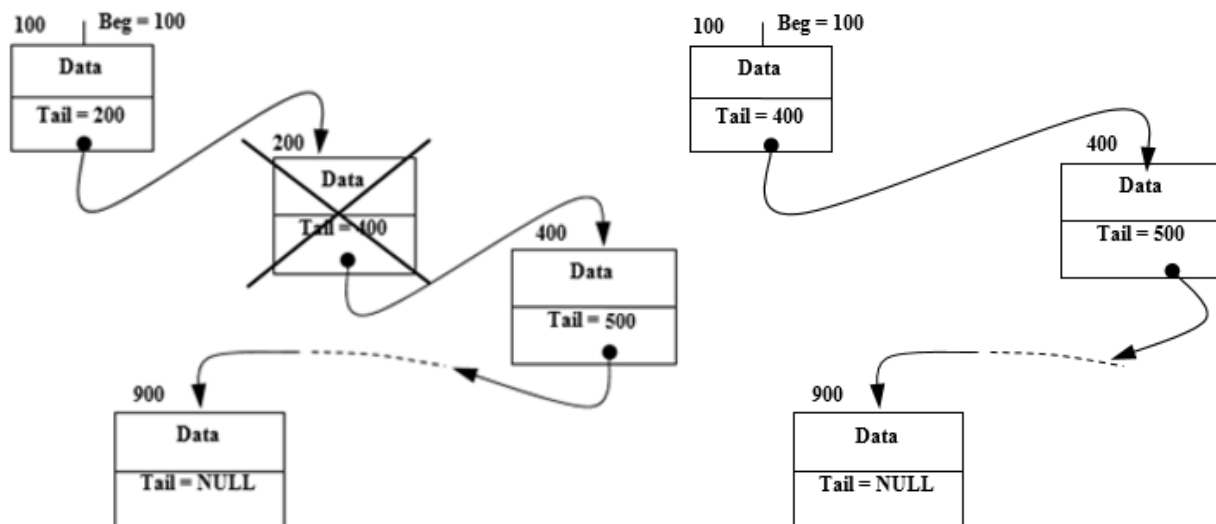 100
Beg = 100
Data
Tail = 200
200
Data
Tail = 400
400
Data
Tail = 500
900
Data
Tail = NULL
100
Beg = 100
Data
Tail = 400
400
Data
Tail = 500
900
Data
Tail = NULL